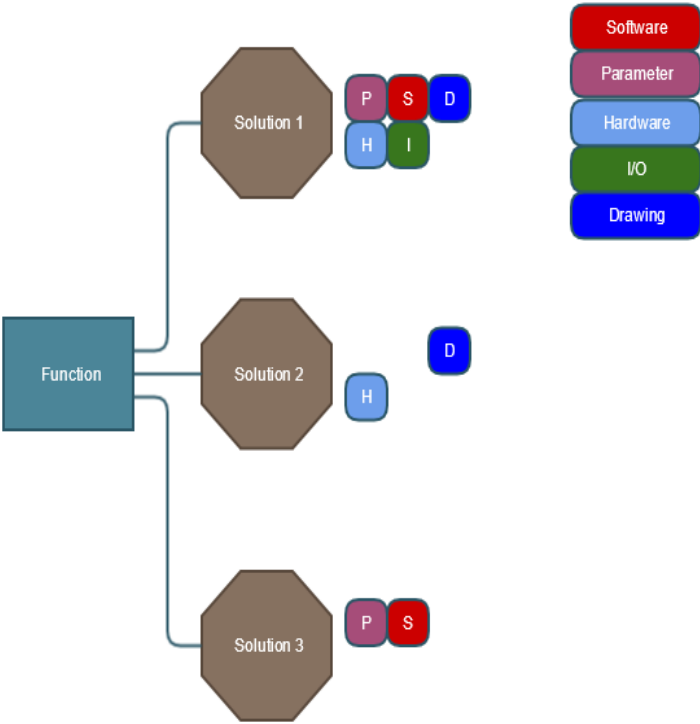 Software
Parameter
Hardware
I/O
Drawing
Solution 1
P S D
H I
Function
Solution 2
D
H
Solution 3
P S